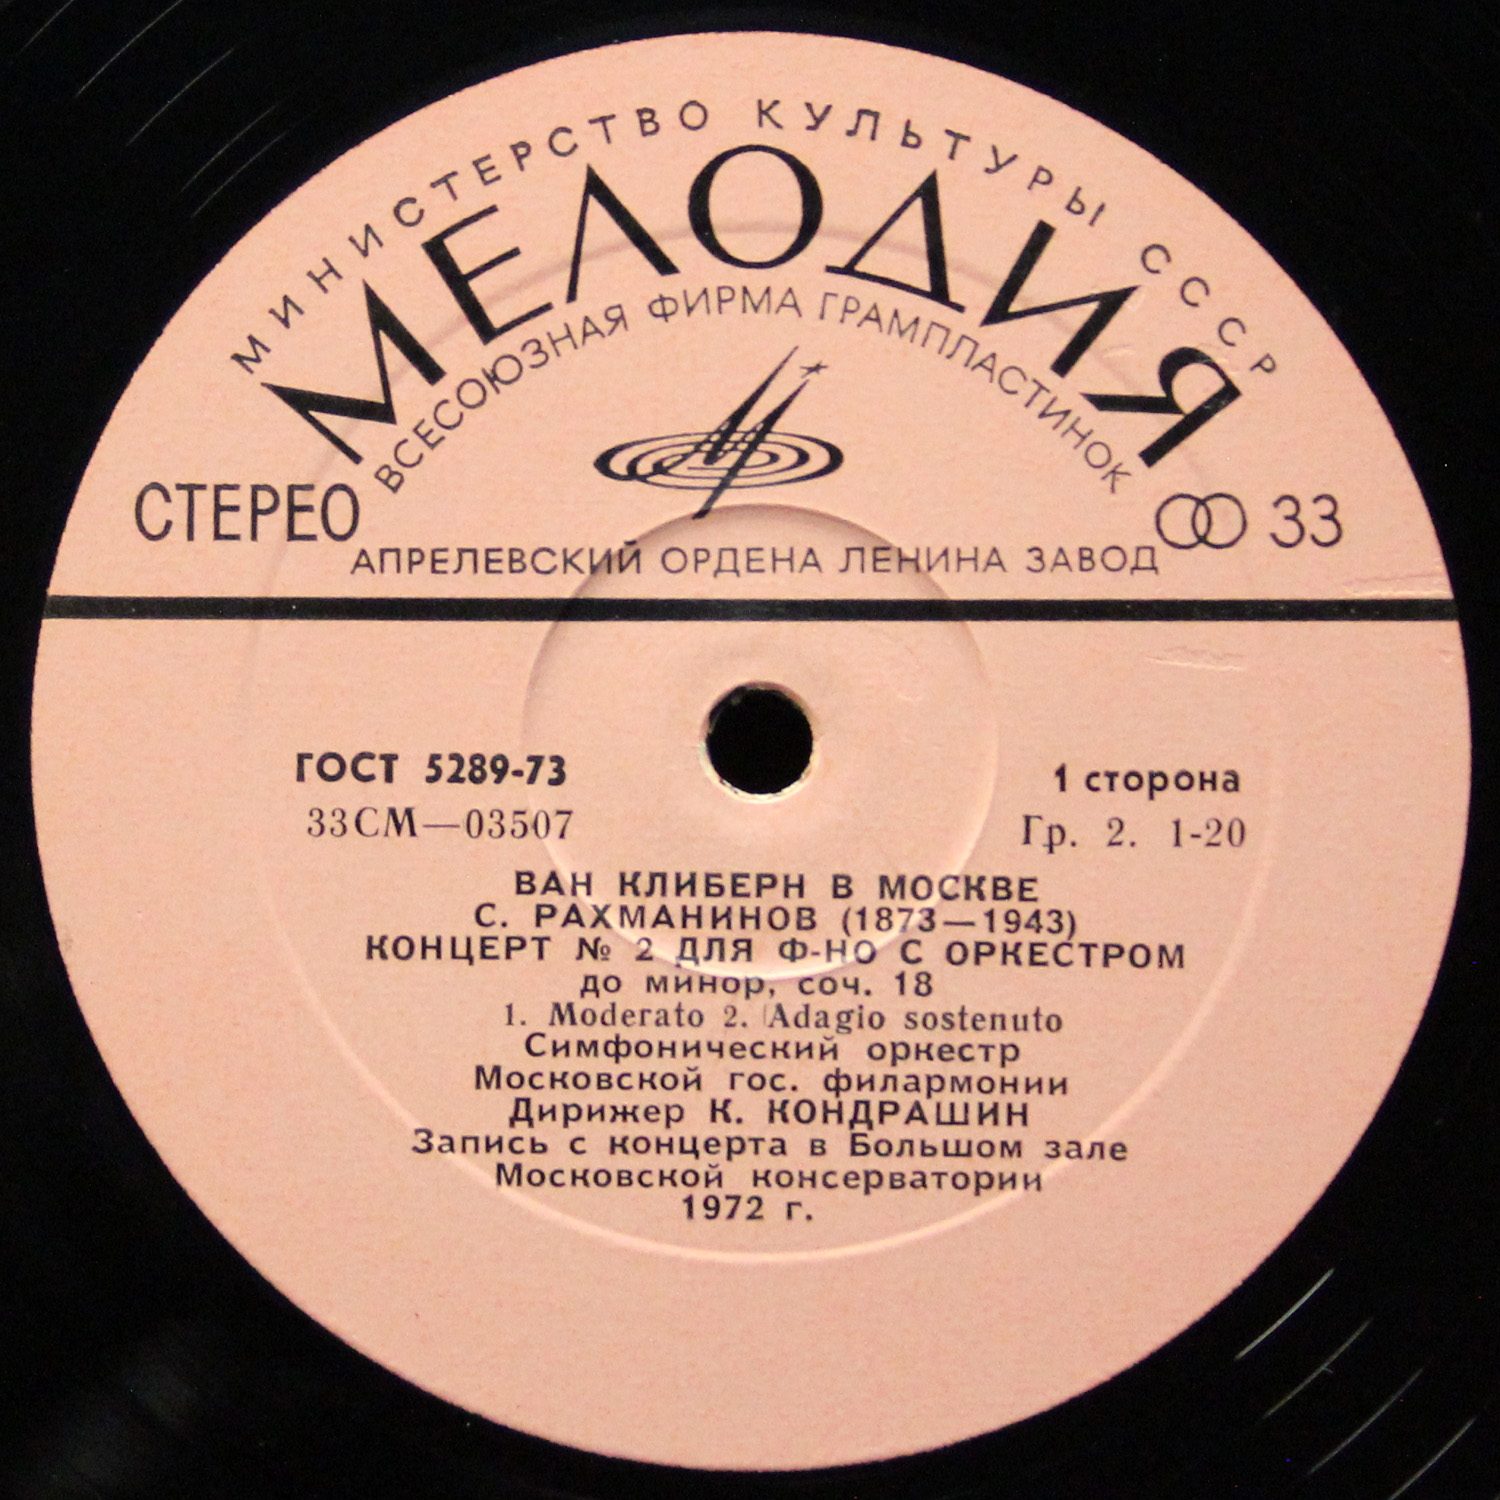 МИНИСТЕРСТВО КУЛЬТУРЫ СССР
МЕЛОДИЯ
ВСЕСОЮЗНАЯ ФИРМА ГРАМПЛАСТИНОК
СТЕРЕО
33
АПРЕЛЕВСКИЙ ОРДЕНА ЛЕНИНА ЗАВОД
ГОСТ 5289-73
1 сторона
33СМ—03507
Гр. 2. 1-20
ВАН КЛИБЕРН В МОСКВЕ
С. РАХМАНИНОВ (1873—1943)
КОНЦЕРТ № 2 ДЛЯ Ф-НО С ОРКЕСТРОМ
до минор, соч. 18
1. Moderato 2. Adagio sostenuto
Симфонический оркестр
Московской гос. филармонии
Дирижер К. КОНДРАШИН
Запись с концерта в Большом зале
Московской консерватории
1972 г.